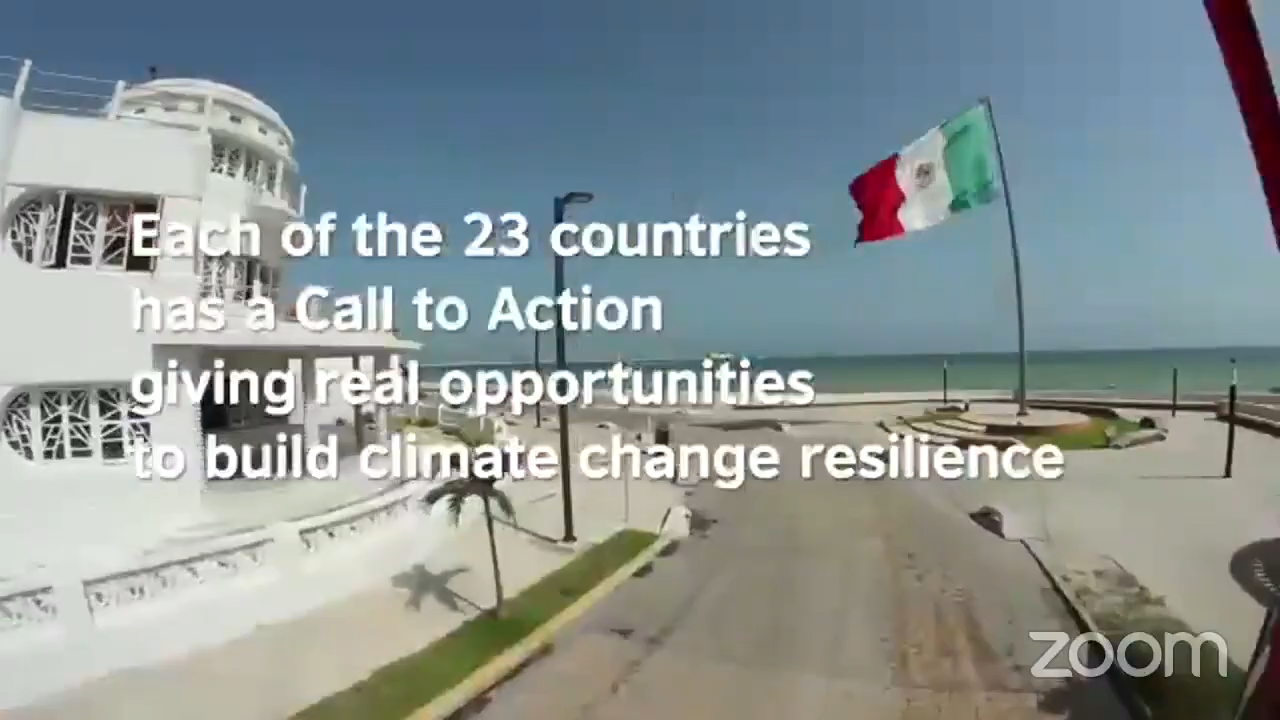 Each of the 23 countries
has a Call to Action
giving real opportunities
to build climate change resilience
zoom